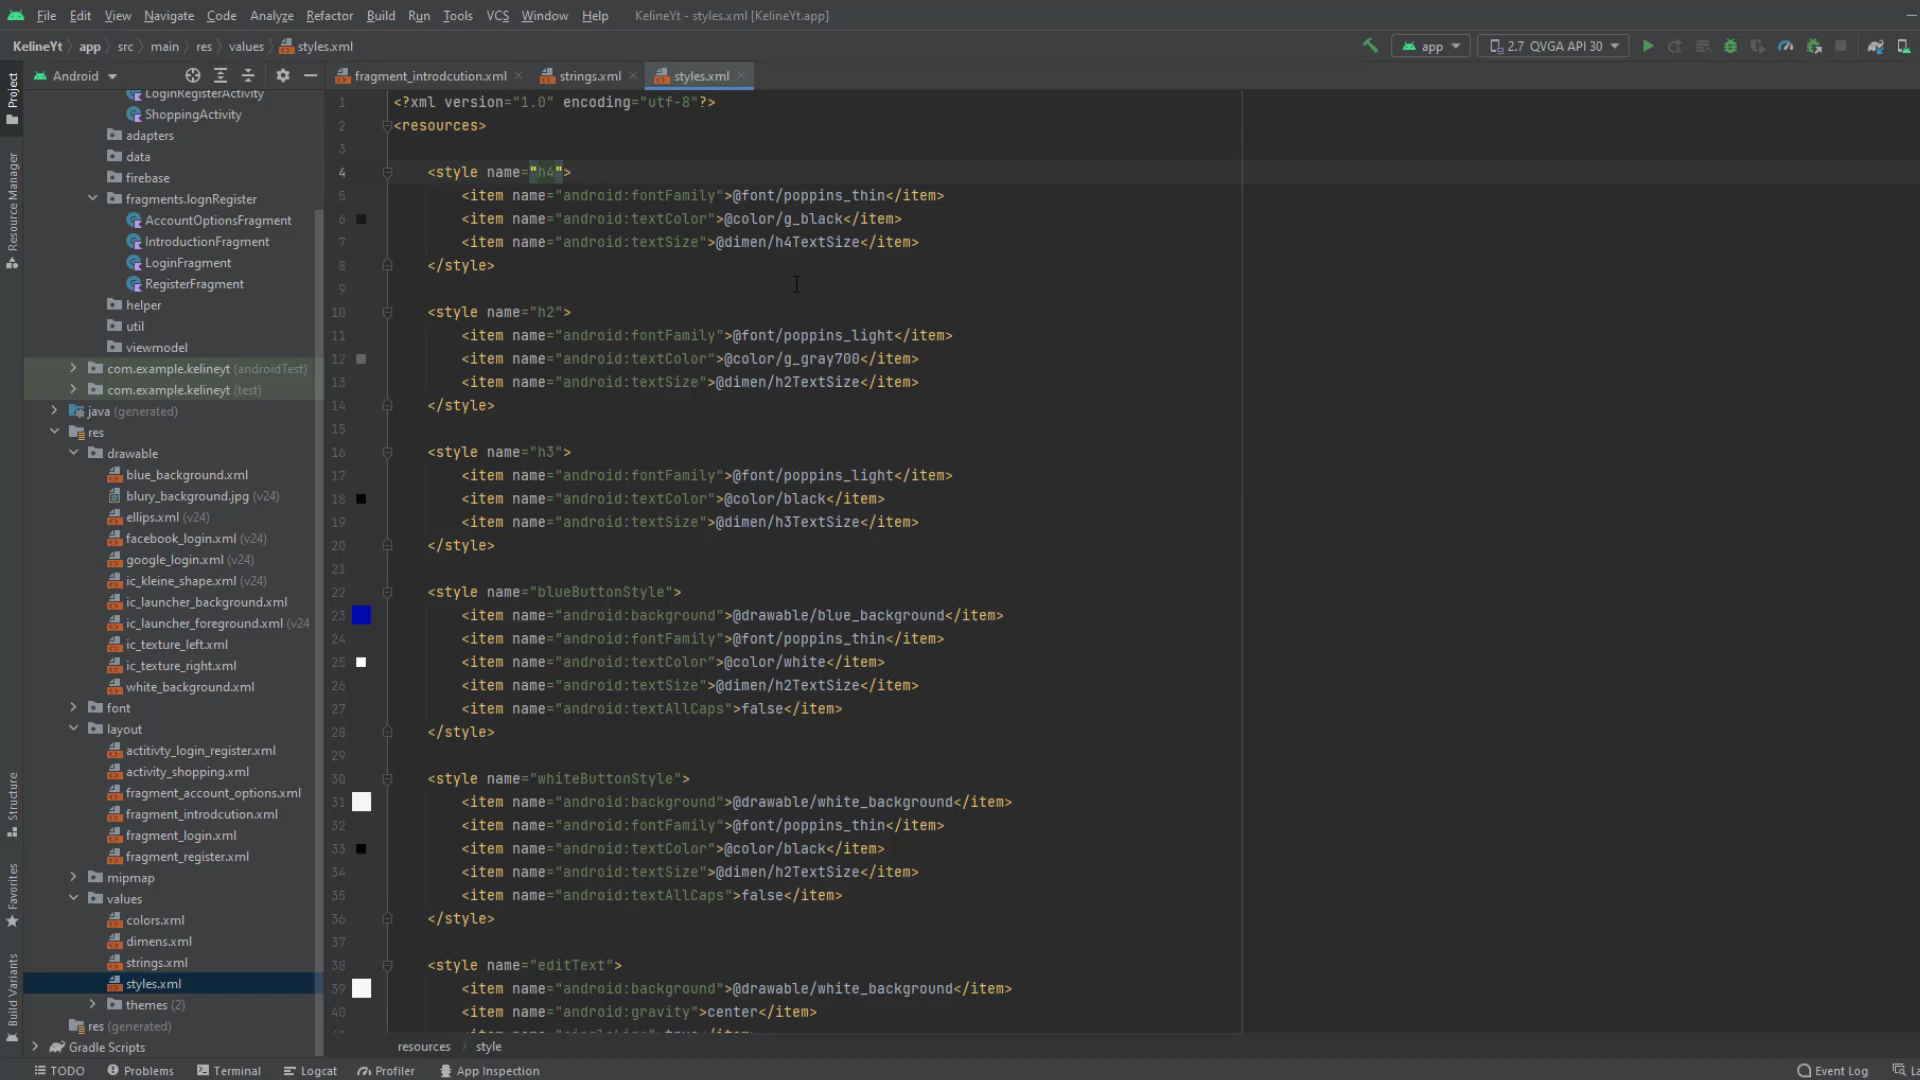 File Edit View Navigate Code Analyze Refactor Build Run Tools VCS Window Help KelineYt - styles.xml [KelineYt.app]
KelineYt app src main res values styles.xml app 2.7 QVGA API 30
Android fragment_introdcution.xml strings.xml styles.xml
Project
Resource Manager
Structure
Favorites
Build Variants
LoginRegisterActivity
ShoppingActivity
adapters
data
firebase
fragments.lognRegister
AccountOptionsFragment
IntroductionFragment
LoginFragment
RegisterFragment
helper
util
viewmodel
com.example.kelineyt (androidTest)
com.example.kelineyt (test)
java (generated)
res
drawable
blue_background.xml
blury_background.jpg (v24)
ellips.xml (v24)
facebook_login.xml (v24)
google_login.xml (v24)
ic_kleine_shape.xml (v24)
ic_launcher_background.xml
ic_launcher_foreground.xml (v24
ic_texture_left.xml
ic_texture_right.xml
white_background.xml
font
layout
actitivty_login_register.xml
activity_shopping.xml
fragment_account_options.xml
fragment_introdcution.xml
fragment_login.xml
fragment_register.xml
mipmap
values
colors.xml
dimens.xml
strings.xml
styles.xml
themes (2)
res (generated)
Gradle Scripts
1 <?xml version="1.0" encoding="utf-8"?>
2 <resources>
3
4 <style name="h4">
5 <item name="android:fontFamily">@font/poppins_thin</item>
6 <item name="android:textColor">@color/g_black</item>
7 <item name="android:textSize">@dimen/h4TextSize</item>
8 </style>
9
10 <style name="h2">
11 <item name="android:fontFamily">@font/poppins_light</item>
12 <item name="android:textColor">@color/g_gray700</item>
13 <item name="android:textSize">@dimen/h2TextSize</item>
14 </style>
15
16 <style name="h3">
17 <item name="android:fontFamily">@font/poppins_light</item>
18 <item name="android:textColor">@color/black</item>
19 <item name="android:textSize">@dimen/h3TextSize</item>
20 </style>
21
22 <style name="blueButtonStyle">
23 <item name="android:background">@drawable/blue_background</item>
24 <item name="android:fontFamily">@font/poppins_thin</item>
25 <item name="android:textColor">@color/white</item>
26 <item name="android:textSize">@dimen/h2TextSize</item>
27 <item name="android:textAllCaps">false</item>
28 </style>
29
30 <style name="whiteButtonStyle">
31 <item name="android:background">@drawable/white_background</item>
32 <item name="android:fontFamily">@font/poppins_thin</item>
33 <item name="android:textColor">@color/black</item>
34 <item name="android:textSize">@dimen/h2TextSize</item>
35 <item name="android:textAllCaps">false</item>
36 </style>
37
38 <style name="editText">
39 <item name="android:background">@drawable/white_background</item>
40 <item name="android:gravity">center</item>
resources style
TODO Problems Terminal Logcat Profiler App Inspection Event Log La